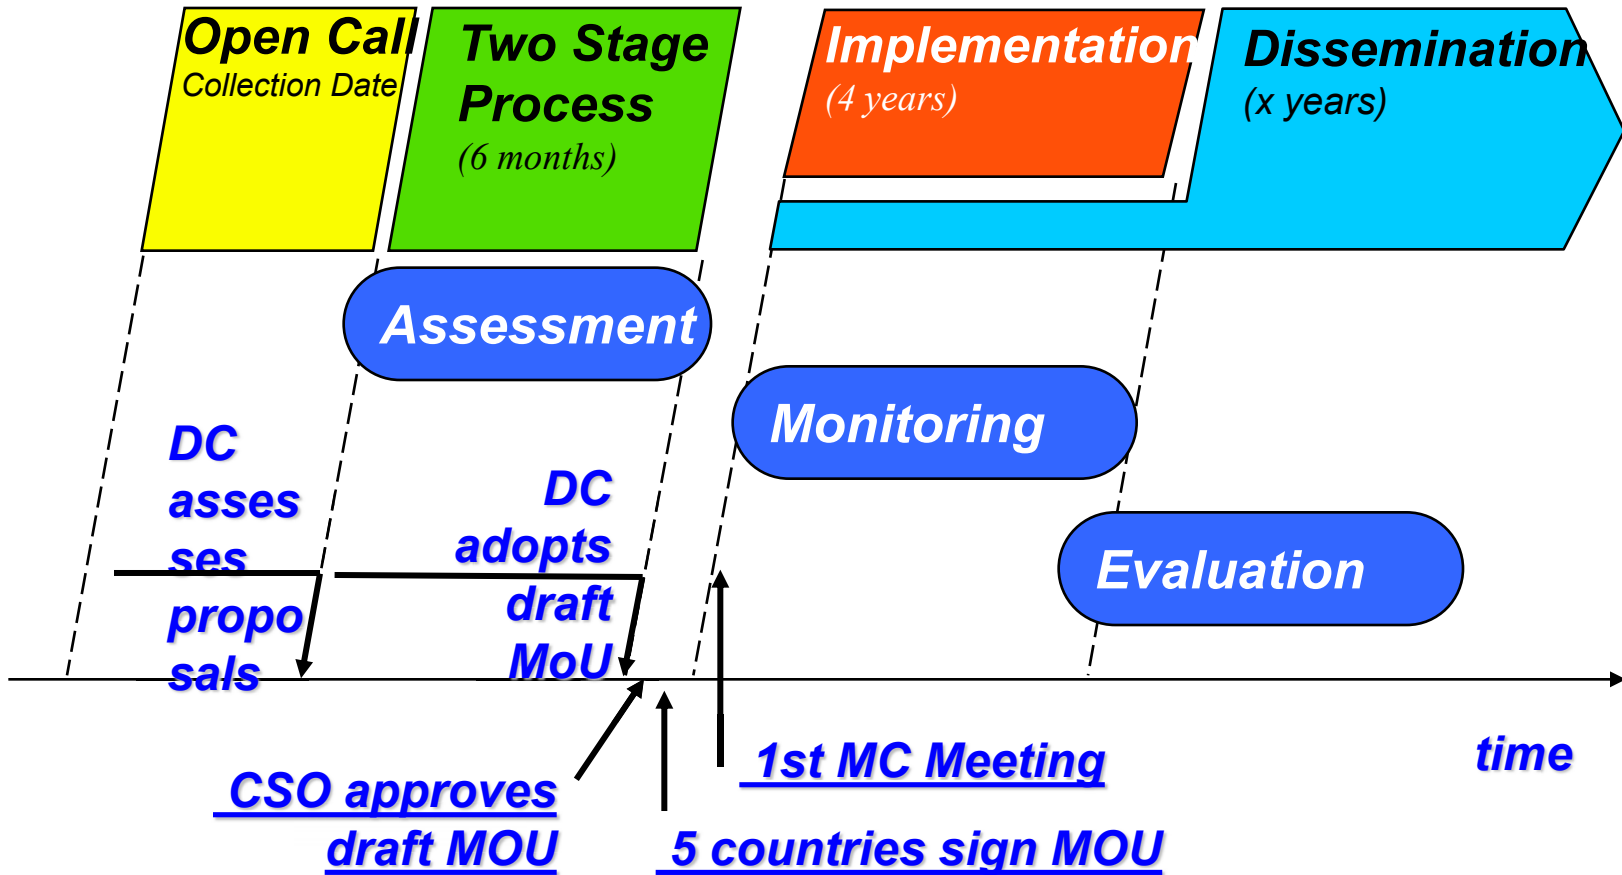 Open Call
Collection Date
Two Stage
Process
(6 months)
Implementation
(4 years)
Dissemination
(x years)
Assessment
Monitoring
Evaluation
DC
asses
ses
propo
sals
DC
adopts
draft
MoU
CSO approves
draft MOU
1st MC Meeting
5 countries sign MOU
time